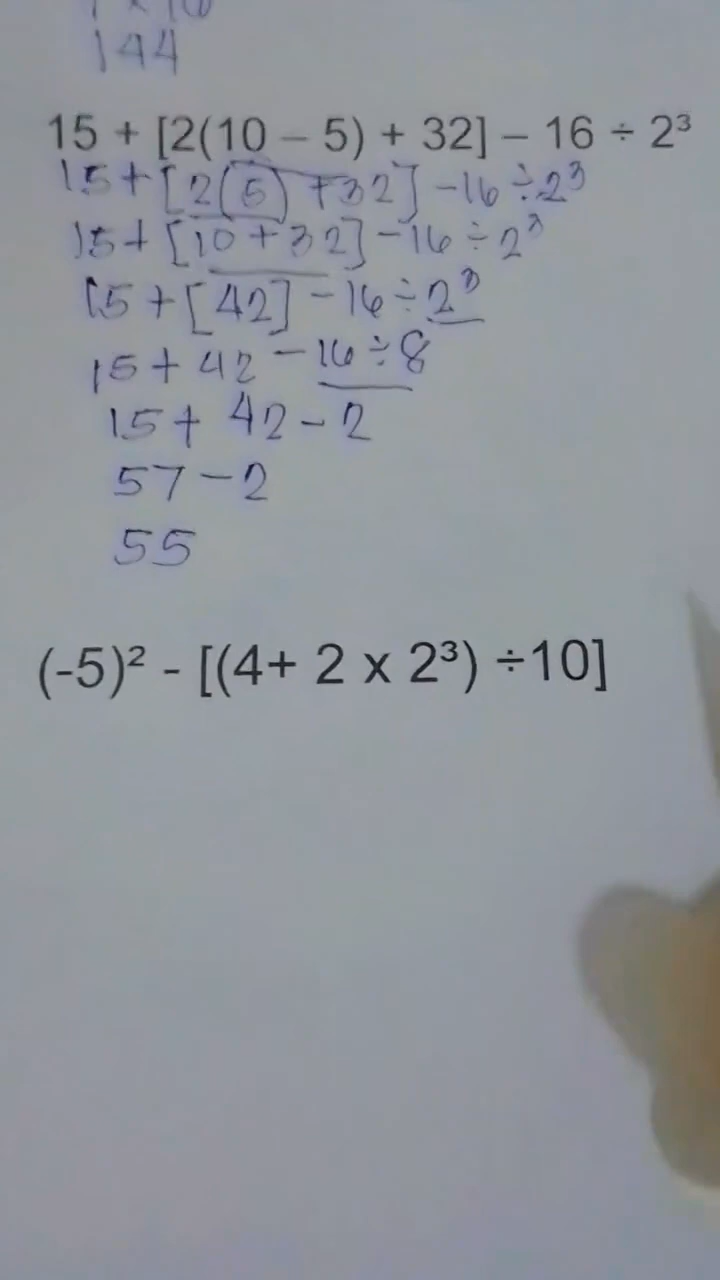 144
15 + [2(10 – 5) + 32] – 16 ÷ 2³
15+[2(5) +32] -16÷2³
15+[10+32]-16÷2³
15+[42]-16÷2³
15+42-16÷8
15+42-2
57-2
55
(-5)² - [(4+ 2 x 2³) ÷10]